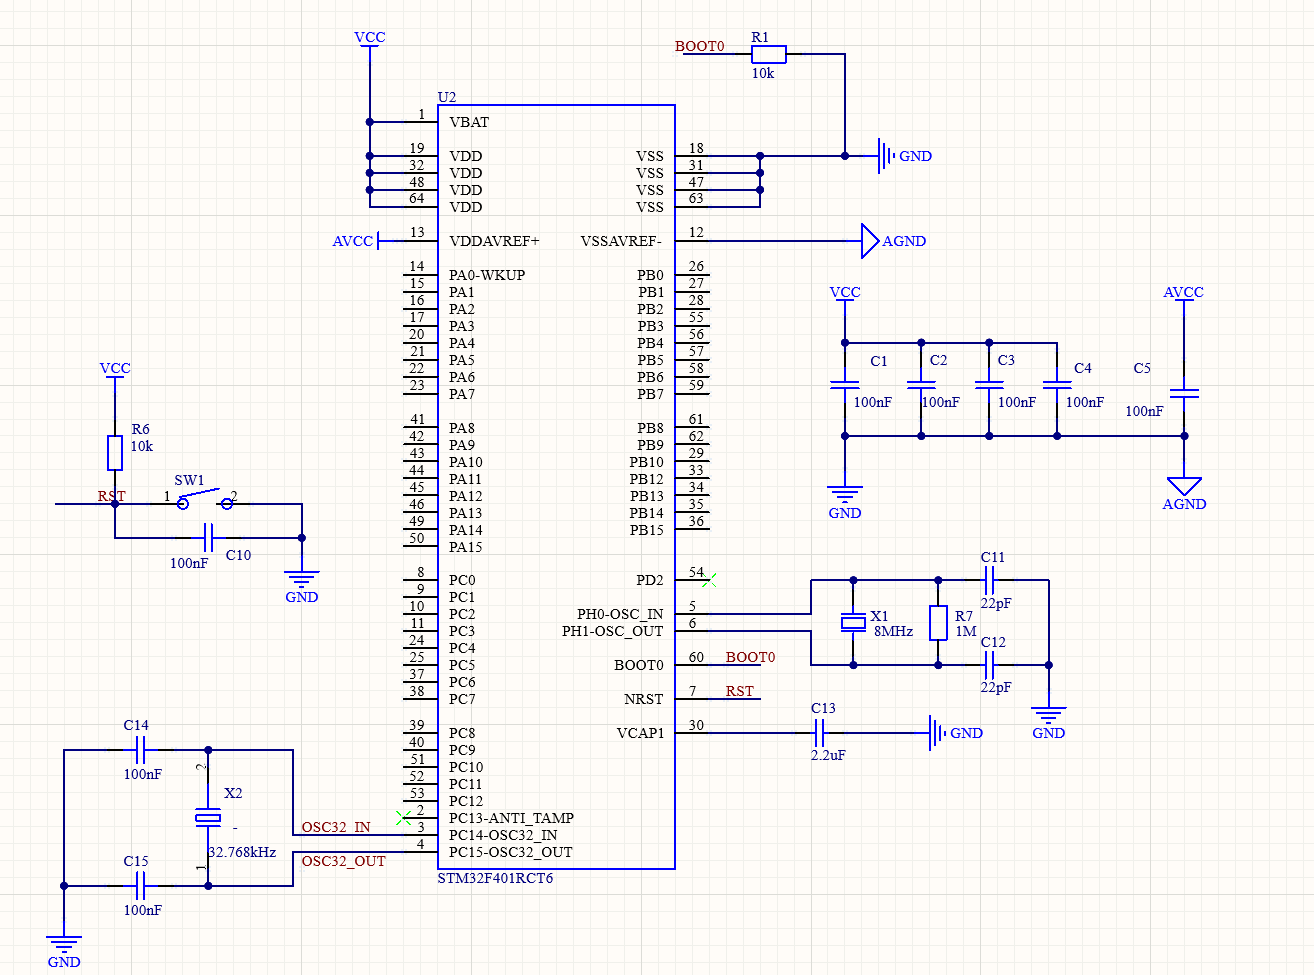 VCC
BOOT0
R1
10k
U2
1 VBAT
19 VDD
32 VDD
48 VDD
64 VDD
AVCC 13 VDDAVREF+
14 PA0-WKUP
15 PA1
16 PA2
17 PA3
20 PA4
21 PA5
22 PA6
23 PA7
41 PA8
42 PA9
43 PA10
44 PA11
45 PA12
46 PA13
49 PA14
50 PA15
8 PC0
9 PC1
10 PC2
11 PC3
24 PC4
25 PC5
37 PC6
38 PC7
39 PC8
40 PC9
51 PC10
52 PC11
53 PC12
2 PC13-ANTI_TAMP
3 PC14-OSC32_IN
4 PC15-OSC32_OUT
VSS 18 GND
VSS 31
VSS 47
VSS 63
VSSAVREF- 12 AGND
PB0 26
PB1 27
PB2 28
PB3 55
PB4 56
PB5 57
PB6 58
PB7 59
PB8 61
PB9 62
PB10 29
PB12 33
PB13 34
PB14 35
PB15 36
PD2 54
PH0-OSC_IN 5
PH1-OSC_OUT 6
BOOT0 60 BOOT0
NRST 7 RST
VCAP1 30
STM32F401RCT6
VCC
AVCC
C1
C2
C3
C4
C5
100nF
100nF
100nF
100nF
100nF
GND
AGND
VCC
R6
10k
SW1
RST
1
2
C10
100nF
GND
C11
22pF
X1
8MHz
R7
1M
C12
22pF
GND
C13
2.2uF
GND
C14
100nF
2
X2
-
32.768kHz
1
OSC32_IN
OSC32_OUT
C15
100nF
GND